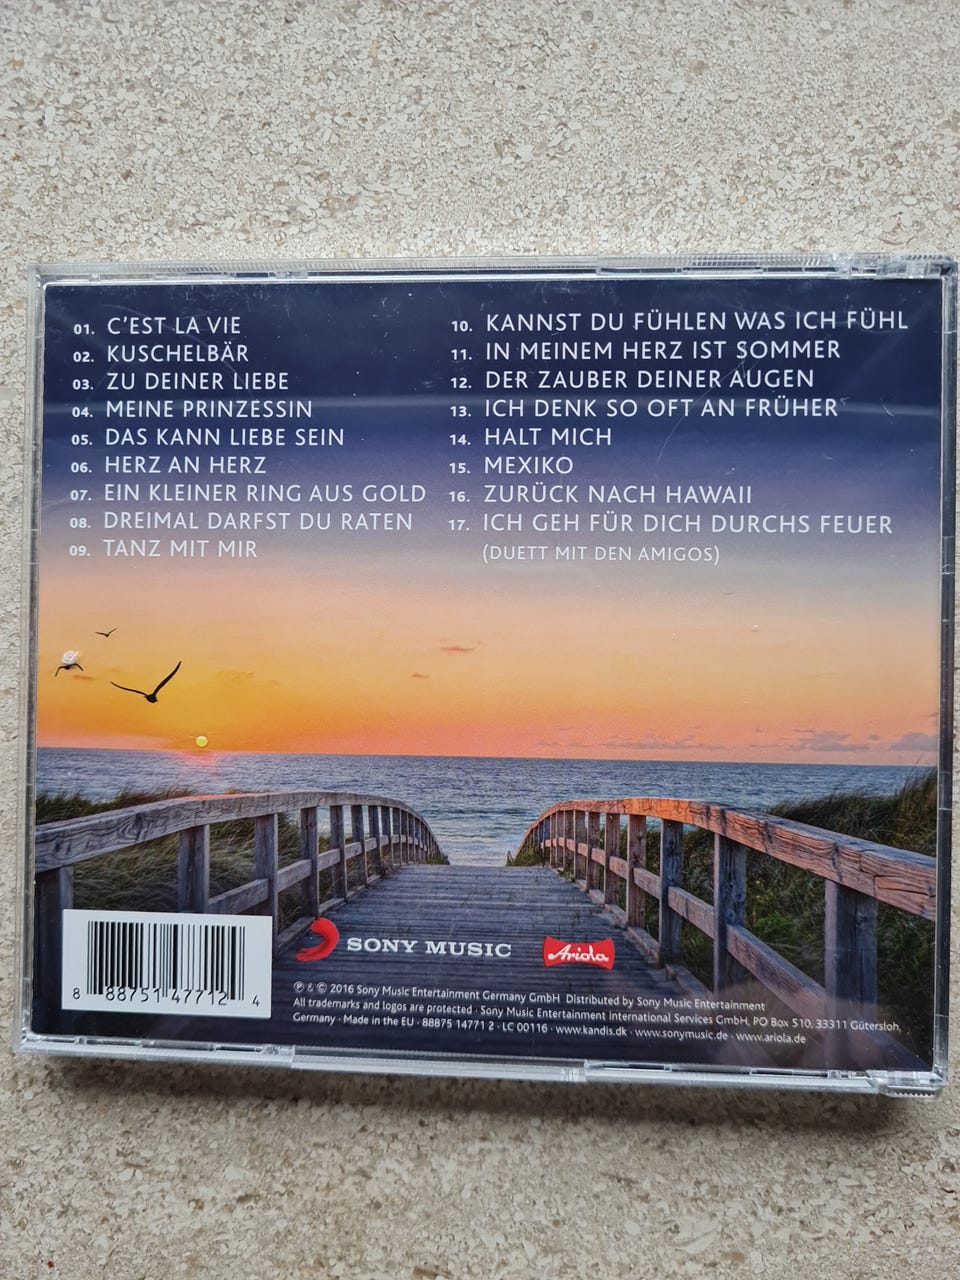 01. C'EST LA VIE
02. KUSCHELBÄR
03. ZU DEINER LIEBE
04. MEINE PRINZESSIN
05. DAS KANN LIEBE SEIN
06. HERZ AN HERZ
07. EIN KLEINER RING AUS GOLD
08. DREIMAL DARFST DU RATEN
09. TANZ MIT MIR
10. KANNST DU FÜHLEN WAS ICH FÜHL
11. IN MEINEM HERZ IST SOMMER
12. DER ZAUBER DEINER AUGEN
13. ICH DENK SO OFT AN FRÜHER
14. HALT MICH
15. MEXIKO
16. ZURÜCK NACH HAWAII
17. ICH GEH FÜR DICH DURCHS FEUER
(DUETT MIT DEN AMIGOS)
SONY MUSIC
Ariola
8 88751 47712 4
℗ & © 2016 Sony Music Entertainment Germany GmbH Distributed by Sony Music Entertainment
All trademarks and logos are protected · Sony Music Entertainment International Services GmbH, PO Box 510, 33311 Gütersloh,
Germany · Made in the EU · 88875 14771 2 · LC 00116 · www.kandis.dk · www.sonymusic.de · www.ariola.de